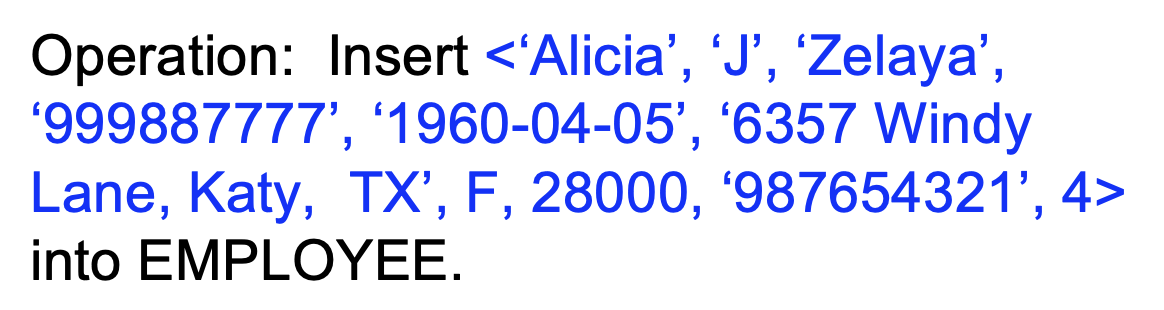 Operation:  Insert <‘Alicia’, ‘J’, ‘Zelaya’,
‘999887777’, ‘1960-04-05’, ‘6357 Windy
Lane, Katy,  TX’, F, 28000, ‘987654321’, 4>
into EMPLOYEE.